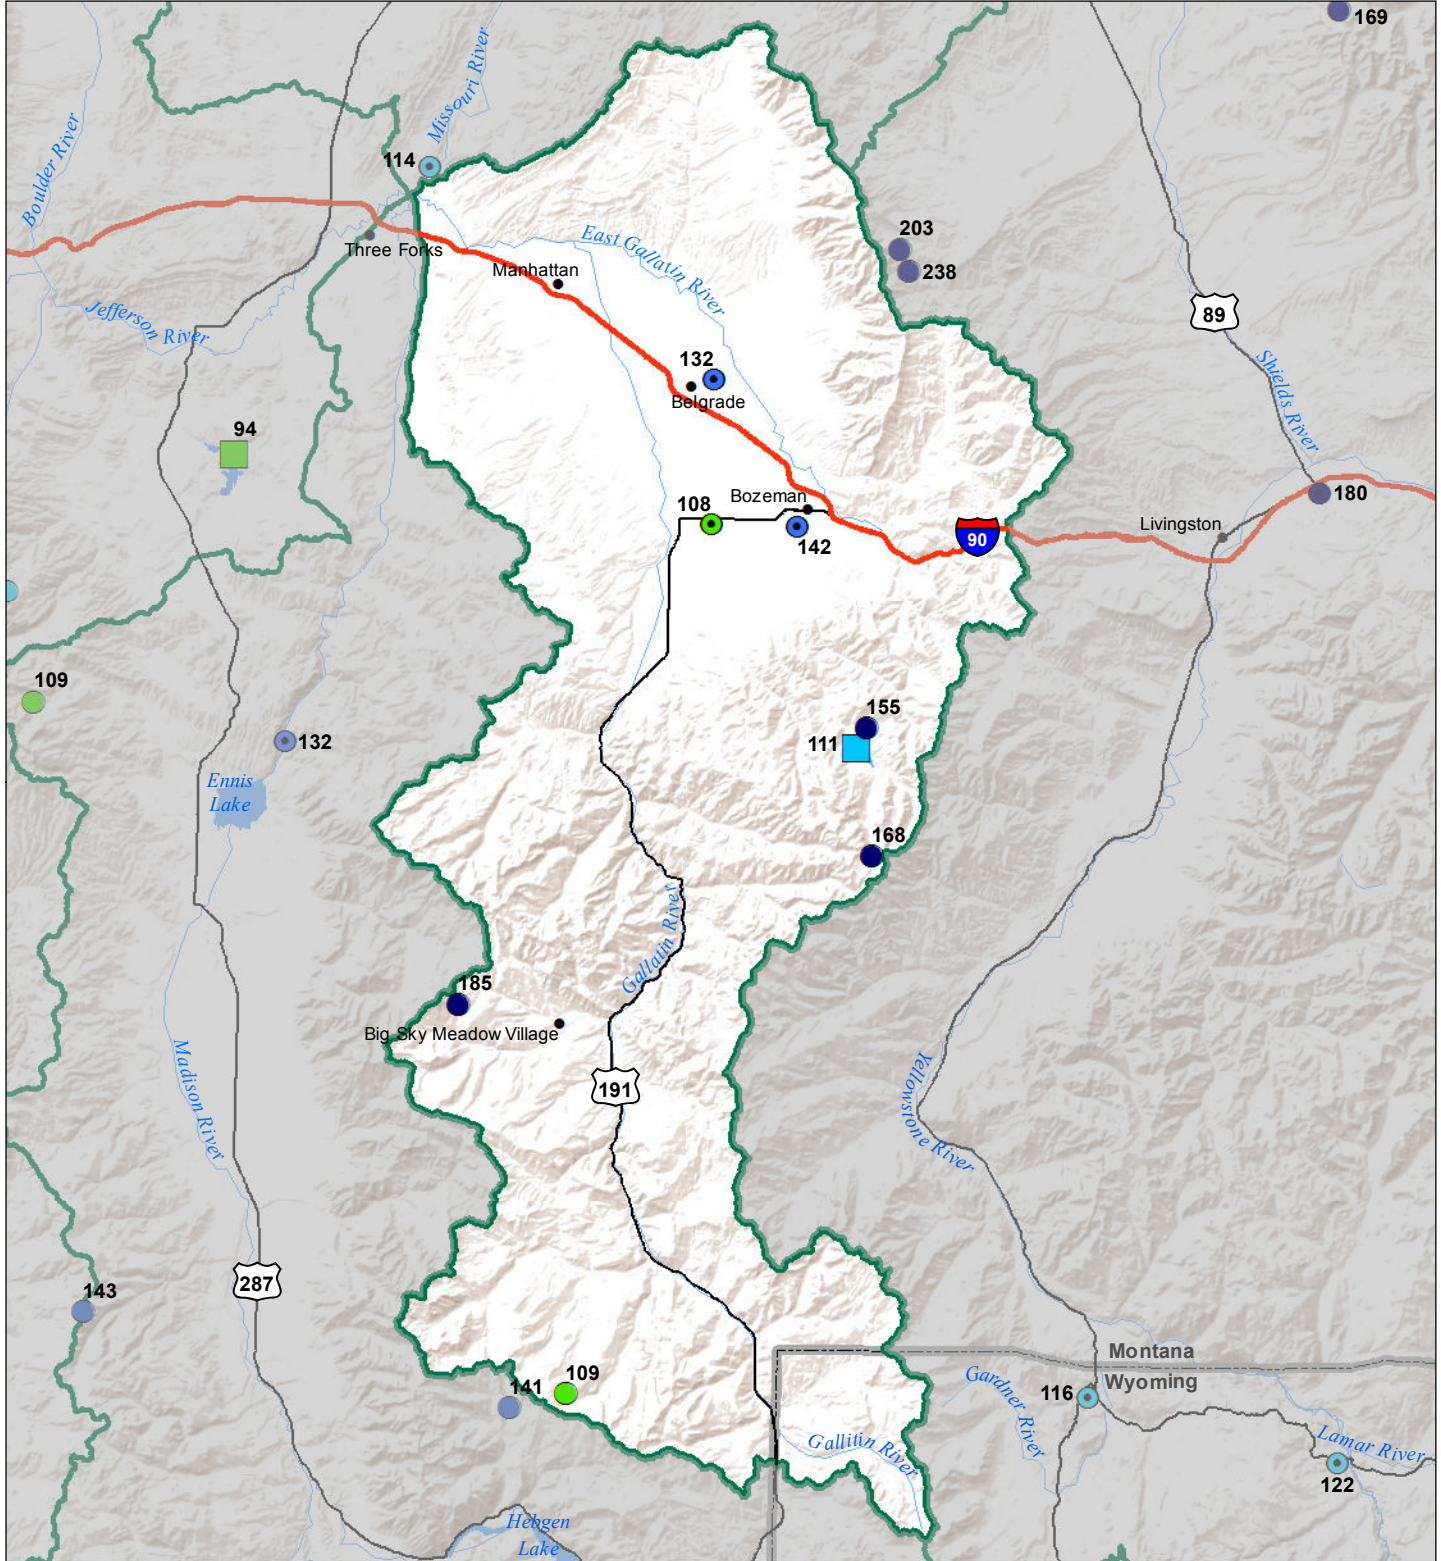 169
Missouri River
Boulder River
114
203
238
Three Forks
East Gallatin River
Manhattan
Jefferson River
89
Shields River
132
Belgrade
94
180
Bozeman
108
142
90
Livingston
109
155
111
132
Ennis
Lake
168
Gallatin River
185
Big Sky Meadow Village
Madison River
191
Yellowstone River
287
143
Montana
Wyoming
109
141
116
Gardner River
Gallitin River
Lamar River
122
Hebgen
Lake